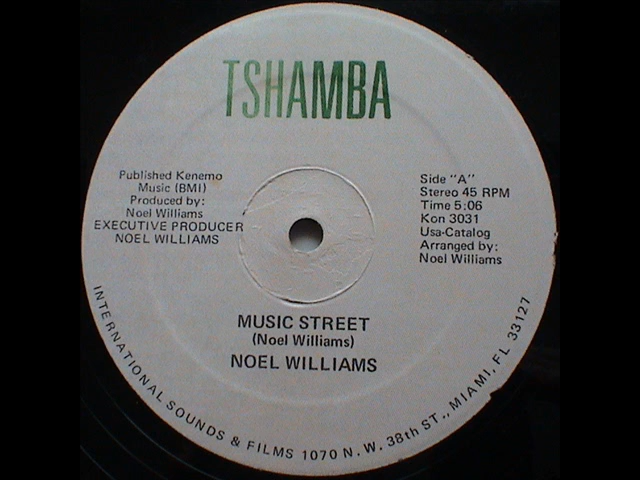 TSHAMBA
Published Kenemo
Music (BMI)
Produced by:
Noel Williams
EXECUTIVE PRODUCER
NOEL WILLIAMS
Side "A"
Stereo 45 RPM
Time 5:06
Kon 3031
Usa-Catalog
Arranged by:
Noel Williams
MUSIC STREET
(Noel Williams)
NOEL WILLIAMS
INTERNATIONAL SOUNDS & FILMS 1070 N.W. 38th ST., MIAMI, FL 33127